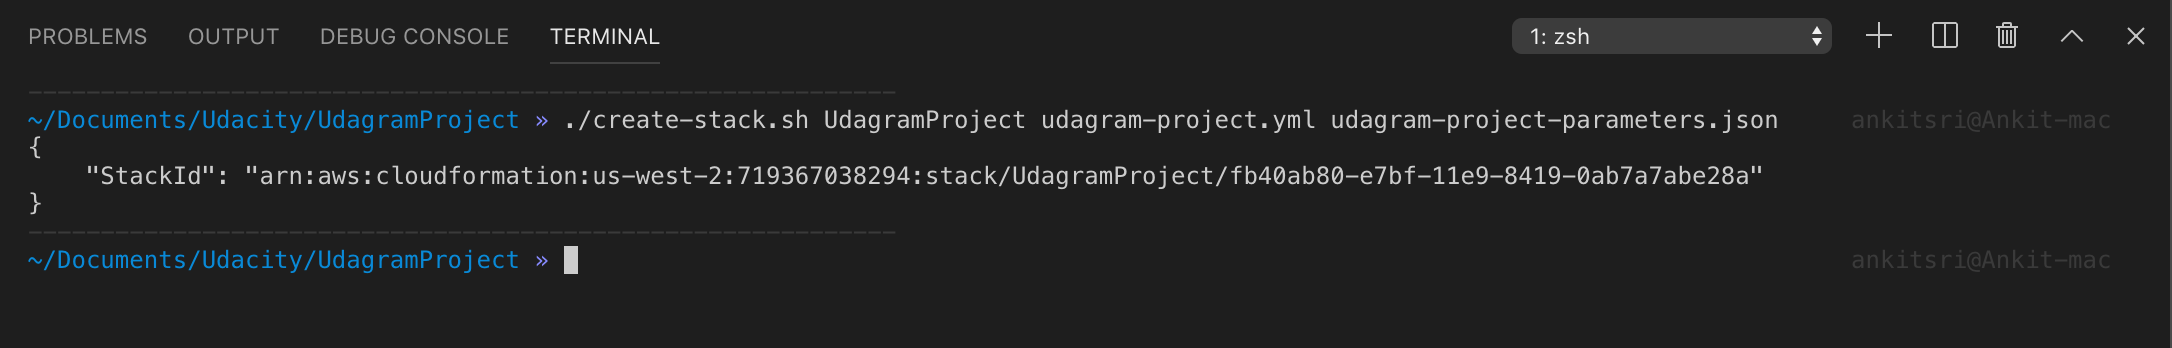 PROBLEMS OUTPUT DEBUG CONSOLE TERMINAL 1: zsh
~/Documents/Udacity/UdagramProject » ./create-stack.sh UdagramProject udagram-project.yml udagram-project-parameters.json ankitsri@Ankit-mac
{
    "StackId": "arn:aws:cloudformation:us-west-2:719367038294:stack/UdagramProject/fb40ab80-e7bf-11e9-8419-0ab7a7abe28a"
}
~/Documents/Udacity/UdagramProject » ankitsri@Ankit-mac